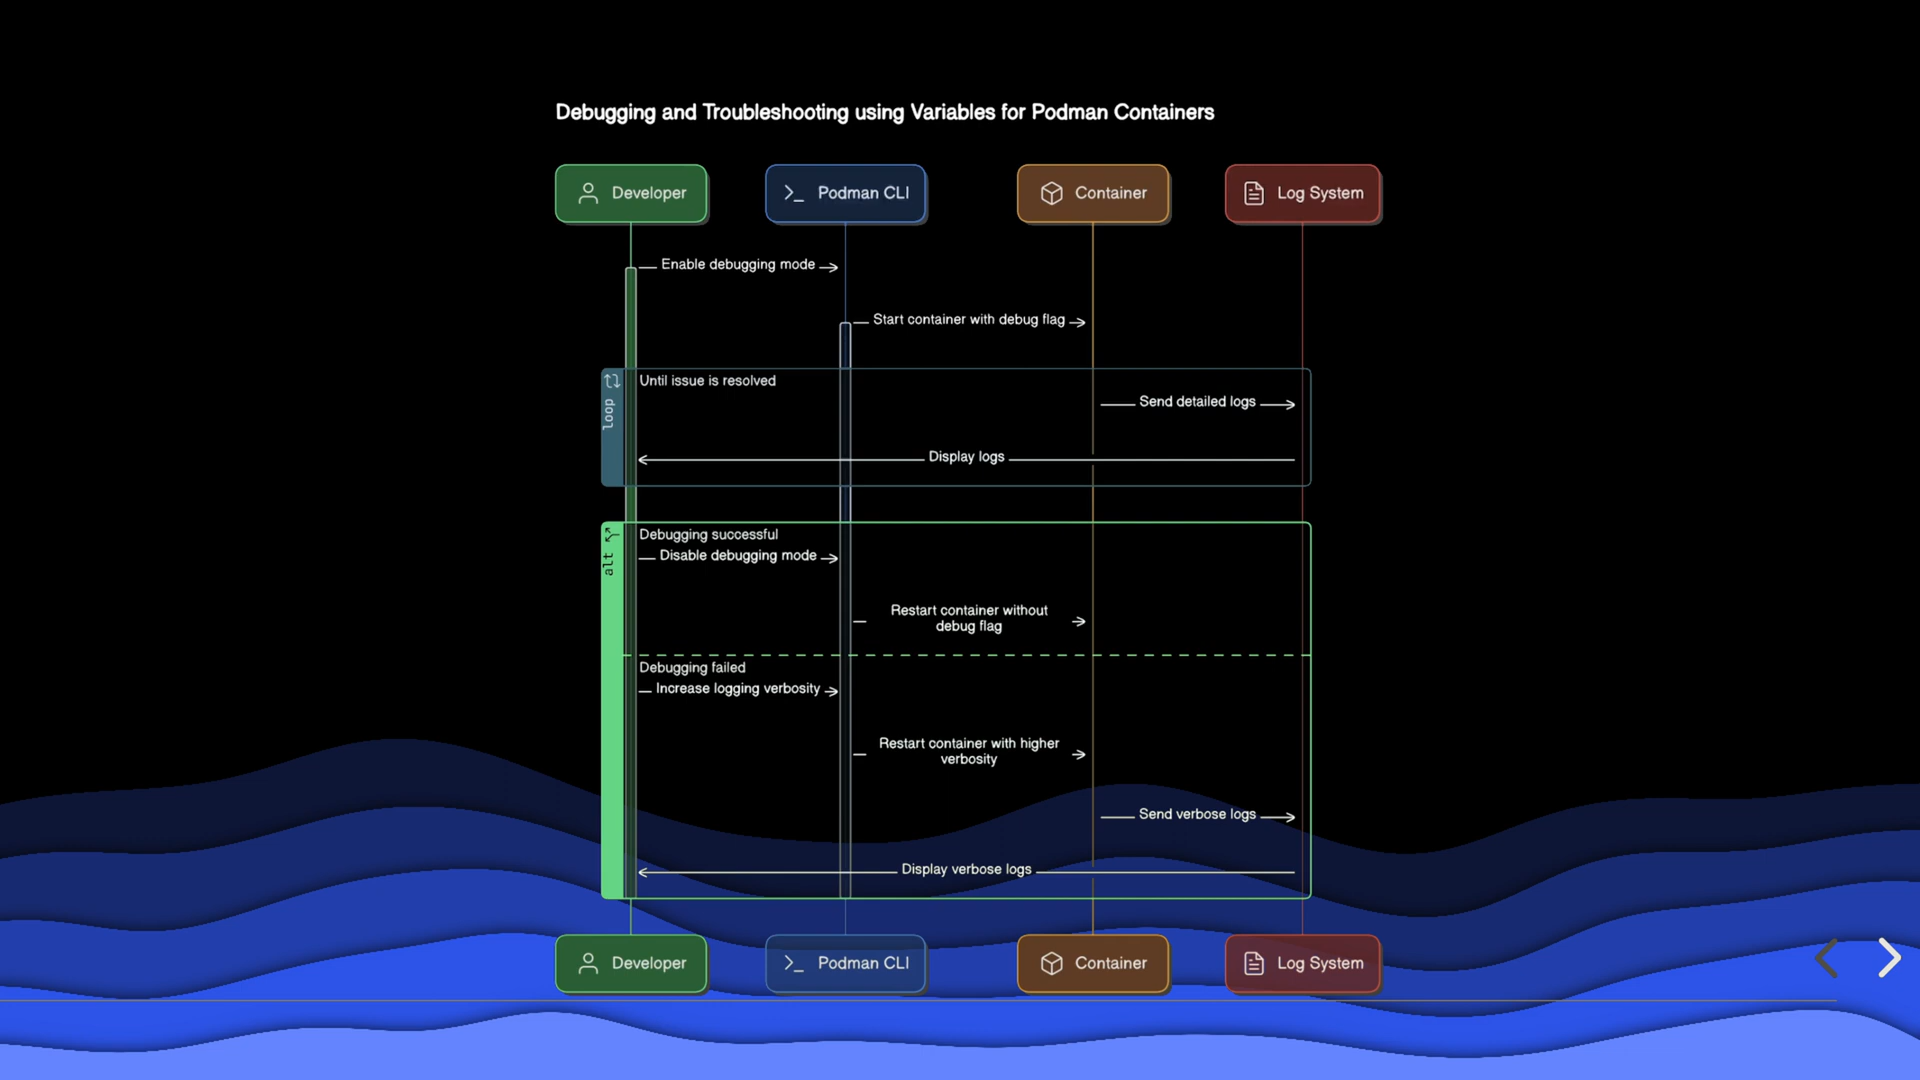 Debugging and Troubleshooting using Variables for Podman Containers
Developer
Podman CLI
Container
Log System
Enable debugging mode
Start container with debug flag
loop
Until issue is resolved
Send detailed logs
Display logs
alt
Debugging successful
Disable debugging mode
Restart container without
debug flag
Debugging failed
Increase logging verbosity
Restart container with higher
verbosity
Send verbose logs
Display verbose logs
Developer
Podman CLI
Container
Log System